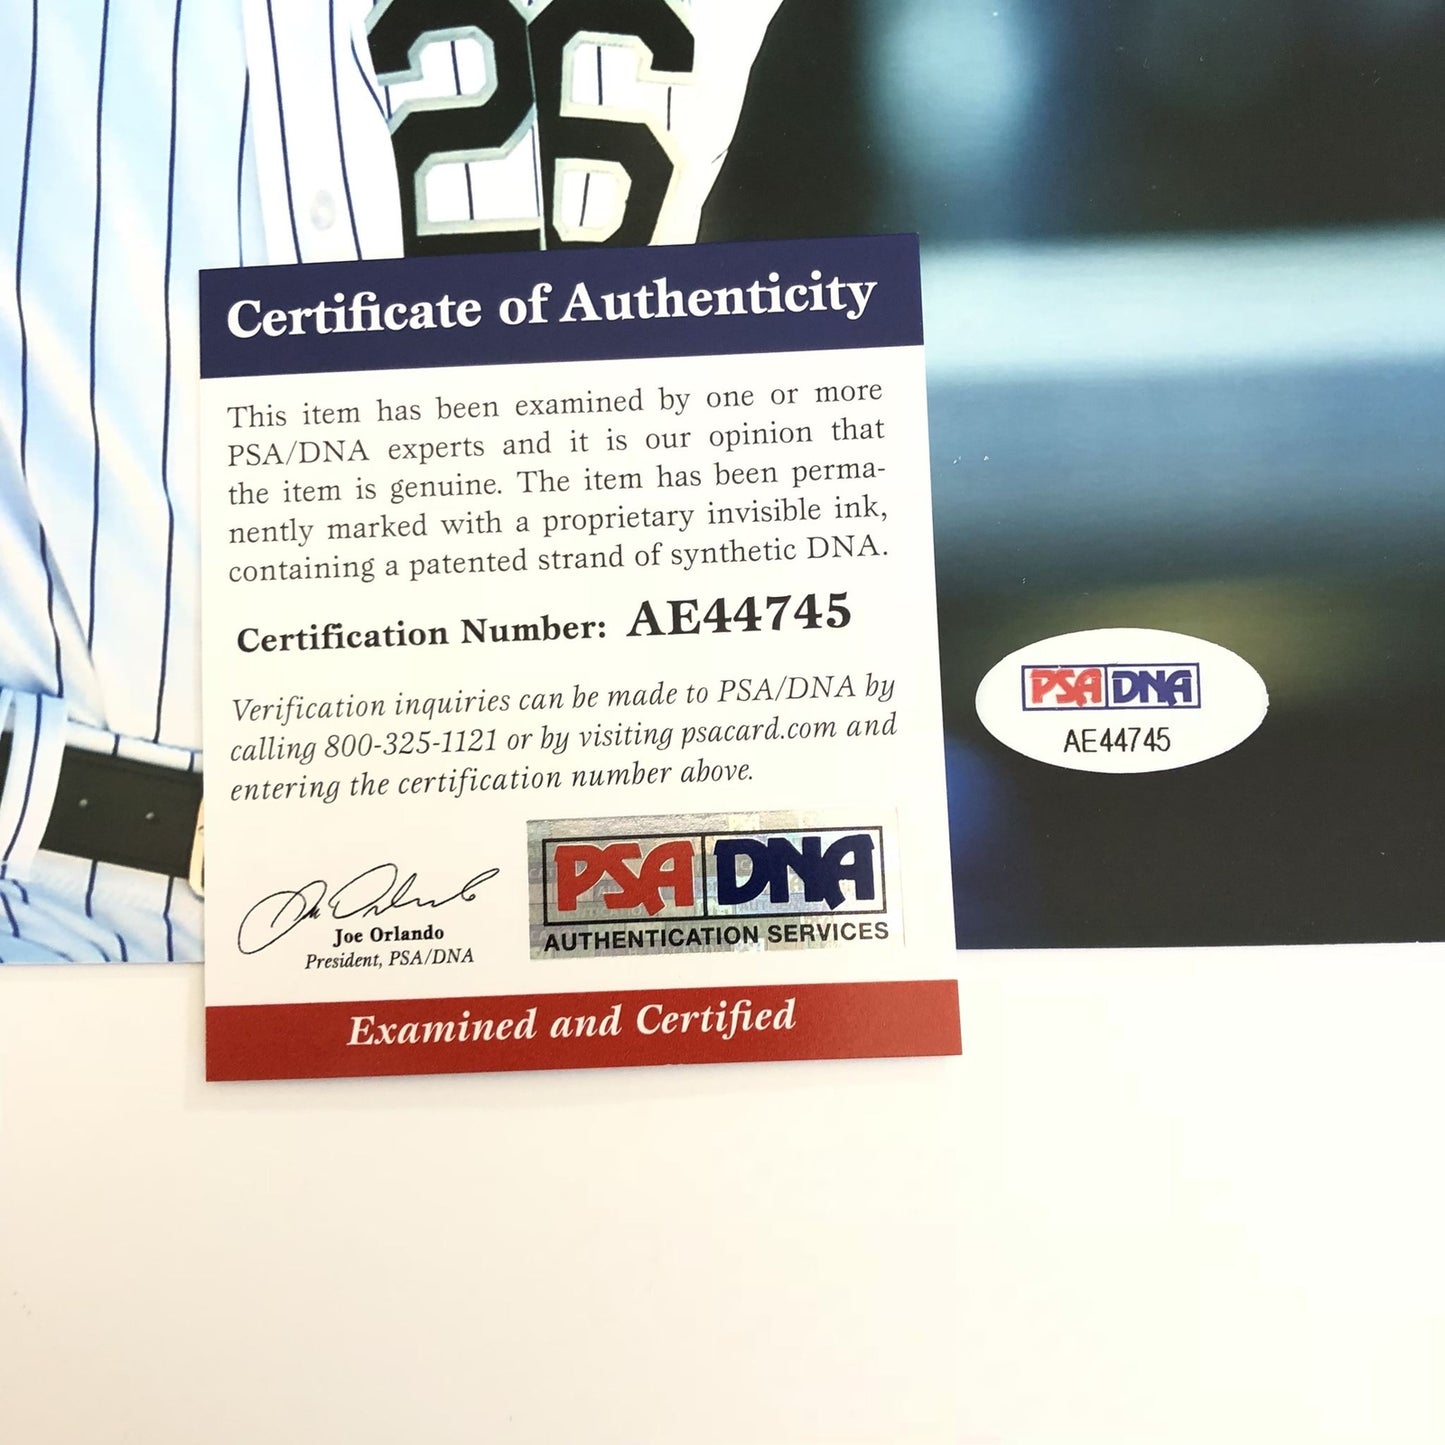 26
Certificate of Authenticity
This item has been examined by one or more
PSA/DNA experts and it is our opinion that
the item is genuine. The item has been perma-
nently marked with a proprietary invisible ink,
containing a patented strand of synthetic DNA.
Certification Number: AE44745
Verification inquiries can be made to PSA/DNA by
calling 800-325-1121 or by visiting psacard.com and
entering the certification number above.
Joe Orlando
President, PSA/DNA
PSA DNA
AUTHENTICATION SERVICES
Examined and Certified
PSA DNA
AE44745